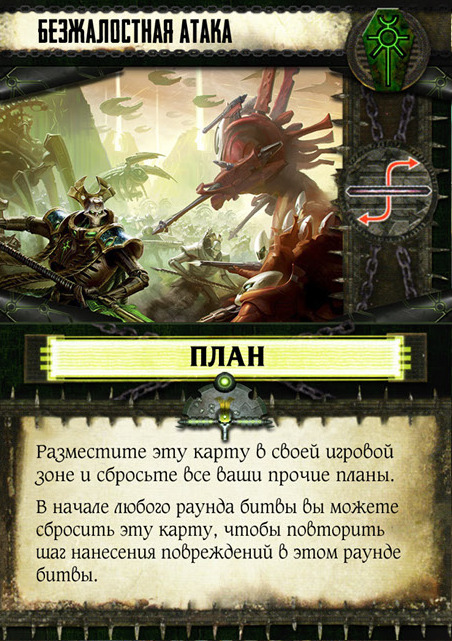 БЕЗЖАЛОСТНАЯ АТАКА
ПЛАН
Разместите эту карту в своей игровой
зоне и сбросьте все ваши прочие планы.
В начале любого раунда битвы вы можете
сбросить эту карту, чтобы повторить
шаг нанесения повреждений в этом раунде
битвы.